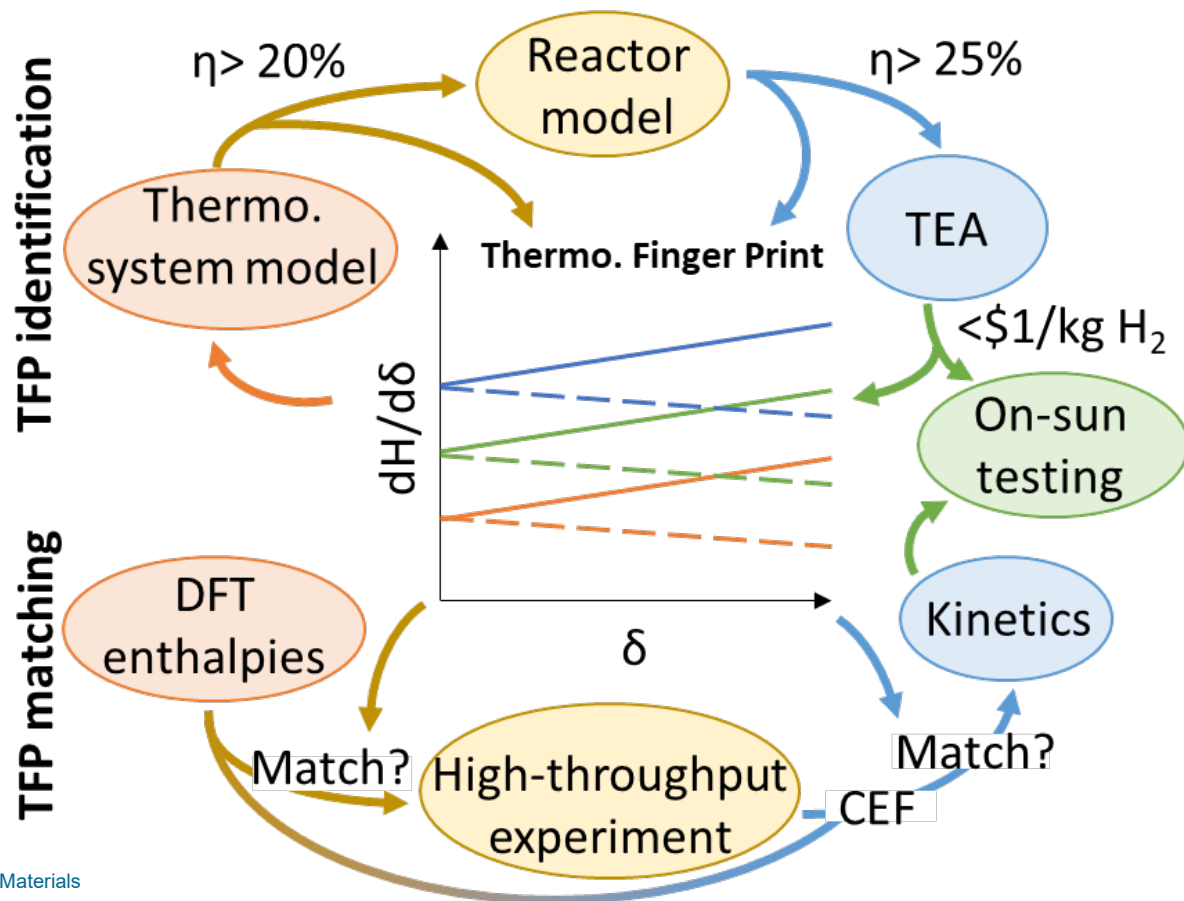 TFP identification
η> 20%
Reactor
model
η> 25%
Thermo.
system model
TEA
Thermo. Finger Print
<$1/kg H₂
dH/dδ
δ
On-sun
testing
TFP matching
DFT
enthalpies
Kinetics
Match?
High-throughput
experiment
Match?
CEF
Materials